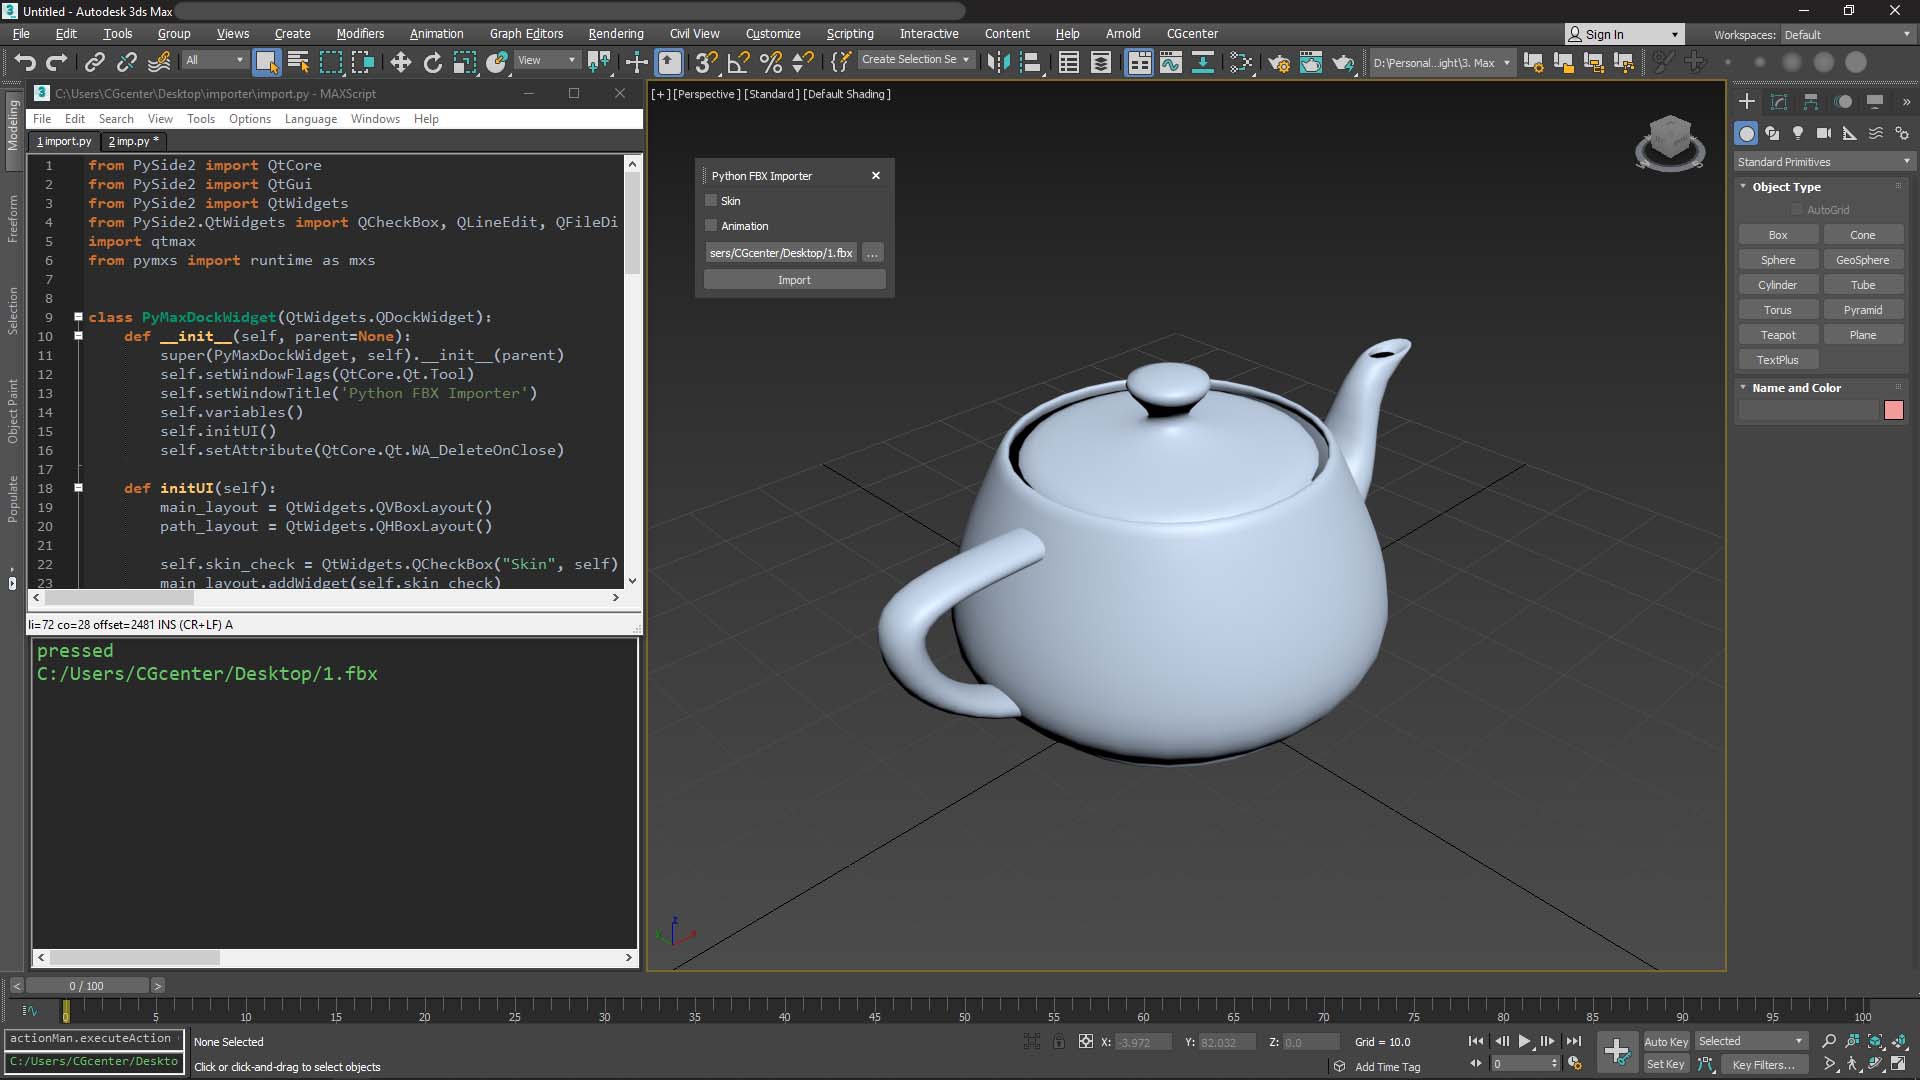 Untitled - Autodesk 3ds Max
File Edit Tools Group Views Create Modifiers Animation Graph Editors Rendering Civil View Customize Scripting Interactive Content Help Arnold CGcenter
Sign In
Workspaces: Default
All
View
Create Selection Se
D:\Personal...ight\3. Max
Modeling
Freeform
Selection
Object Paint
Populate
C:\Users\CGcenter\Desktop\importer\import.py - MAXScript
File Edit Search View Tools Options Language Windows Help
1 import.py 2 imp.py *
1 from PySide2 import QtCore
2 from PySide2 import QtGui
3 from PySide2 import QtWidgets
4 from PySide2.QtWidgets import QCheckBox, QLineEdit, QFileDi
5 import qtmax
6 from pymxs import runtime as mxs
7
8
9 class PyMaxDockWidget(QtWidgets.QDockWidget):
10 def __init__(self, parent=None):
11 super(PyMaxDockWidget, self).__init__(parent)
12 self.setWindowFlags(QtCore.Qt.Tool)
13 self.setWindowTitle('Python FBX Importer')
14 self.variables()
15 self.initUI()
16 self.setAttribute(QtCore.Qt.WA_DeleteOnClose)
17
18 def initUI(self):
19 main_layout = QtWidgets.QVBoxLayout()
20 path_layout = QtWidgets.QHBoxLayout()
21
22 self.skin_check = QtWidgets.QCheckBox("Skin", self)
23 main_layout.addWidget(self.skin_check)
li=72 co=28 offset=2481 INS (CR+LF) A
pressed
C:/Users/CGcenter/Desktop/1.fbx
[+] [Perspective] [Standard] [Default Shading]
Python FBX Importer
Skin
Animation
sers/CGcenter/Desktop/1.fbx ...
Import
Standard Primitives
Object Type
AutoGrid
Box Cone
Sphere GeoSphere
Cylinder Tube
Torus Pyramid
Teapot Plane
TextPlus
Name and Color
z
0 / 100
0 5 10 15 20 25 30 35 40 45 50 55 60 65 70 75 80 85 90 95 100
actionMan.executeAction
C:/Users/CGcenter/Deskto
None Selected
Click or click-and-drag to select objects
X: -3.972 Y: 82.032 Z: 0.0 Grid = 10.0
Add Time Tag
0
Auto Key Selected
Set Key Key Filters...